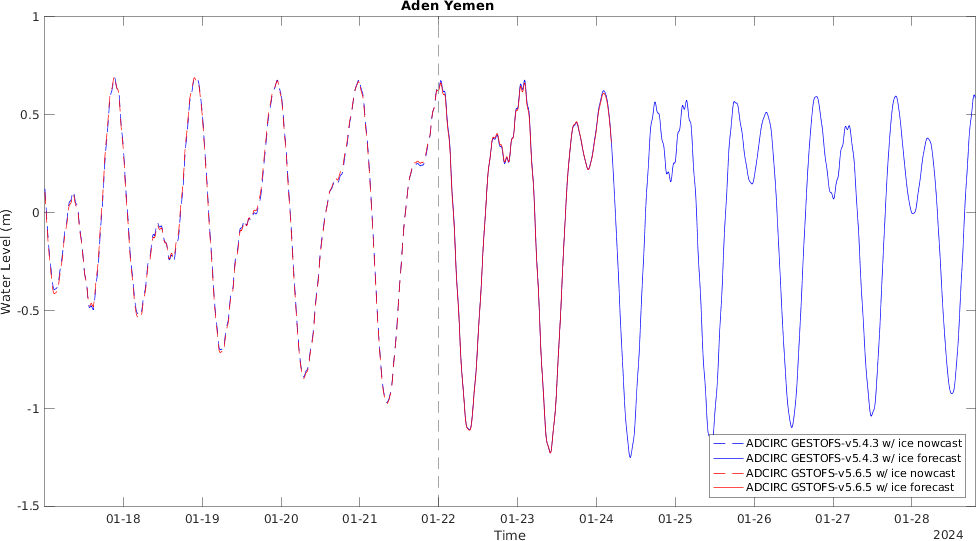 Aden Yemen
1
0.5
0
-0.5
-1
-1.5
Water Level (m)
01-18 01-19 01-20 01-21 01-22 01-23 01-24 01-25 01-26 01-27 01-28
Time
2024
ADCIRC GESTOFS-v5.4.3 w/ ice nowcast
ADCIRC GESTOFS-v5.4.3 w/ ice forecast
ADCIRC GSTOFS-v5.6.5 w/ ice nowcast
ADCIRC GSTOFS-v5.6.5 w/ ice forecast